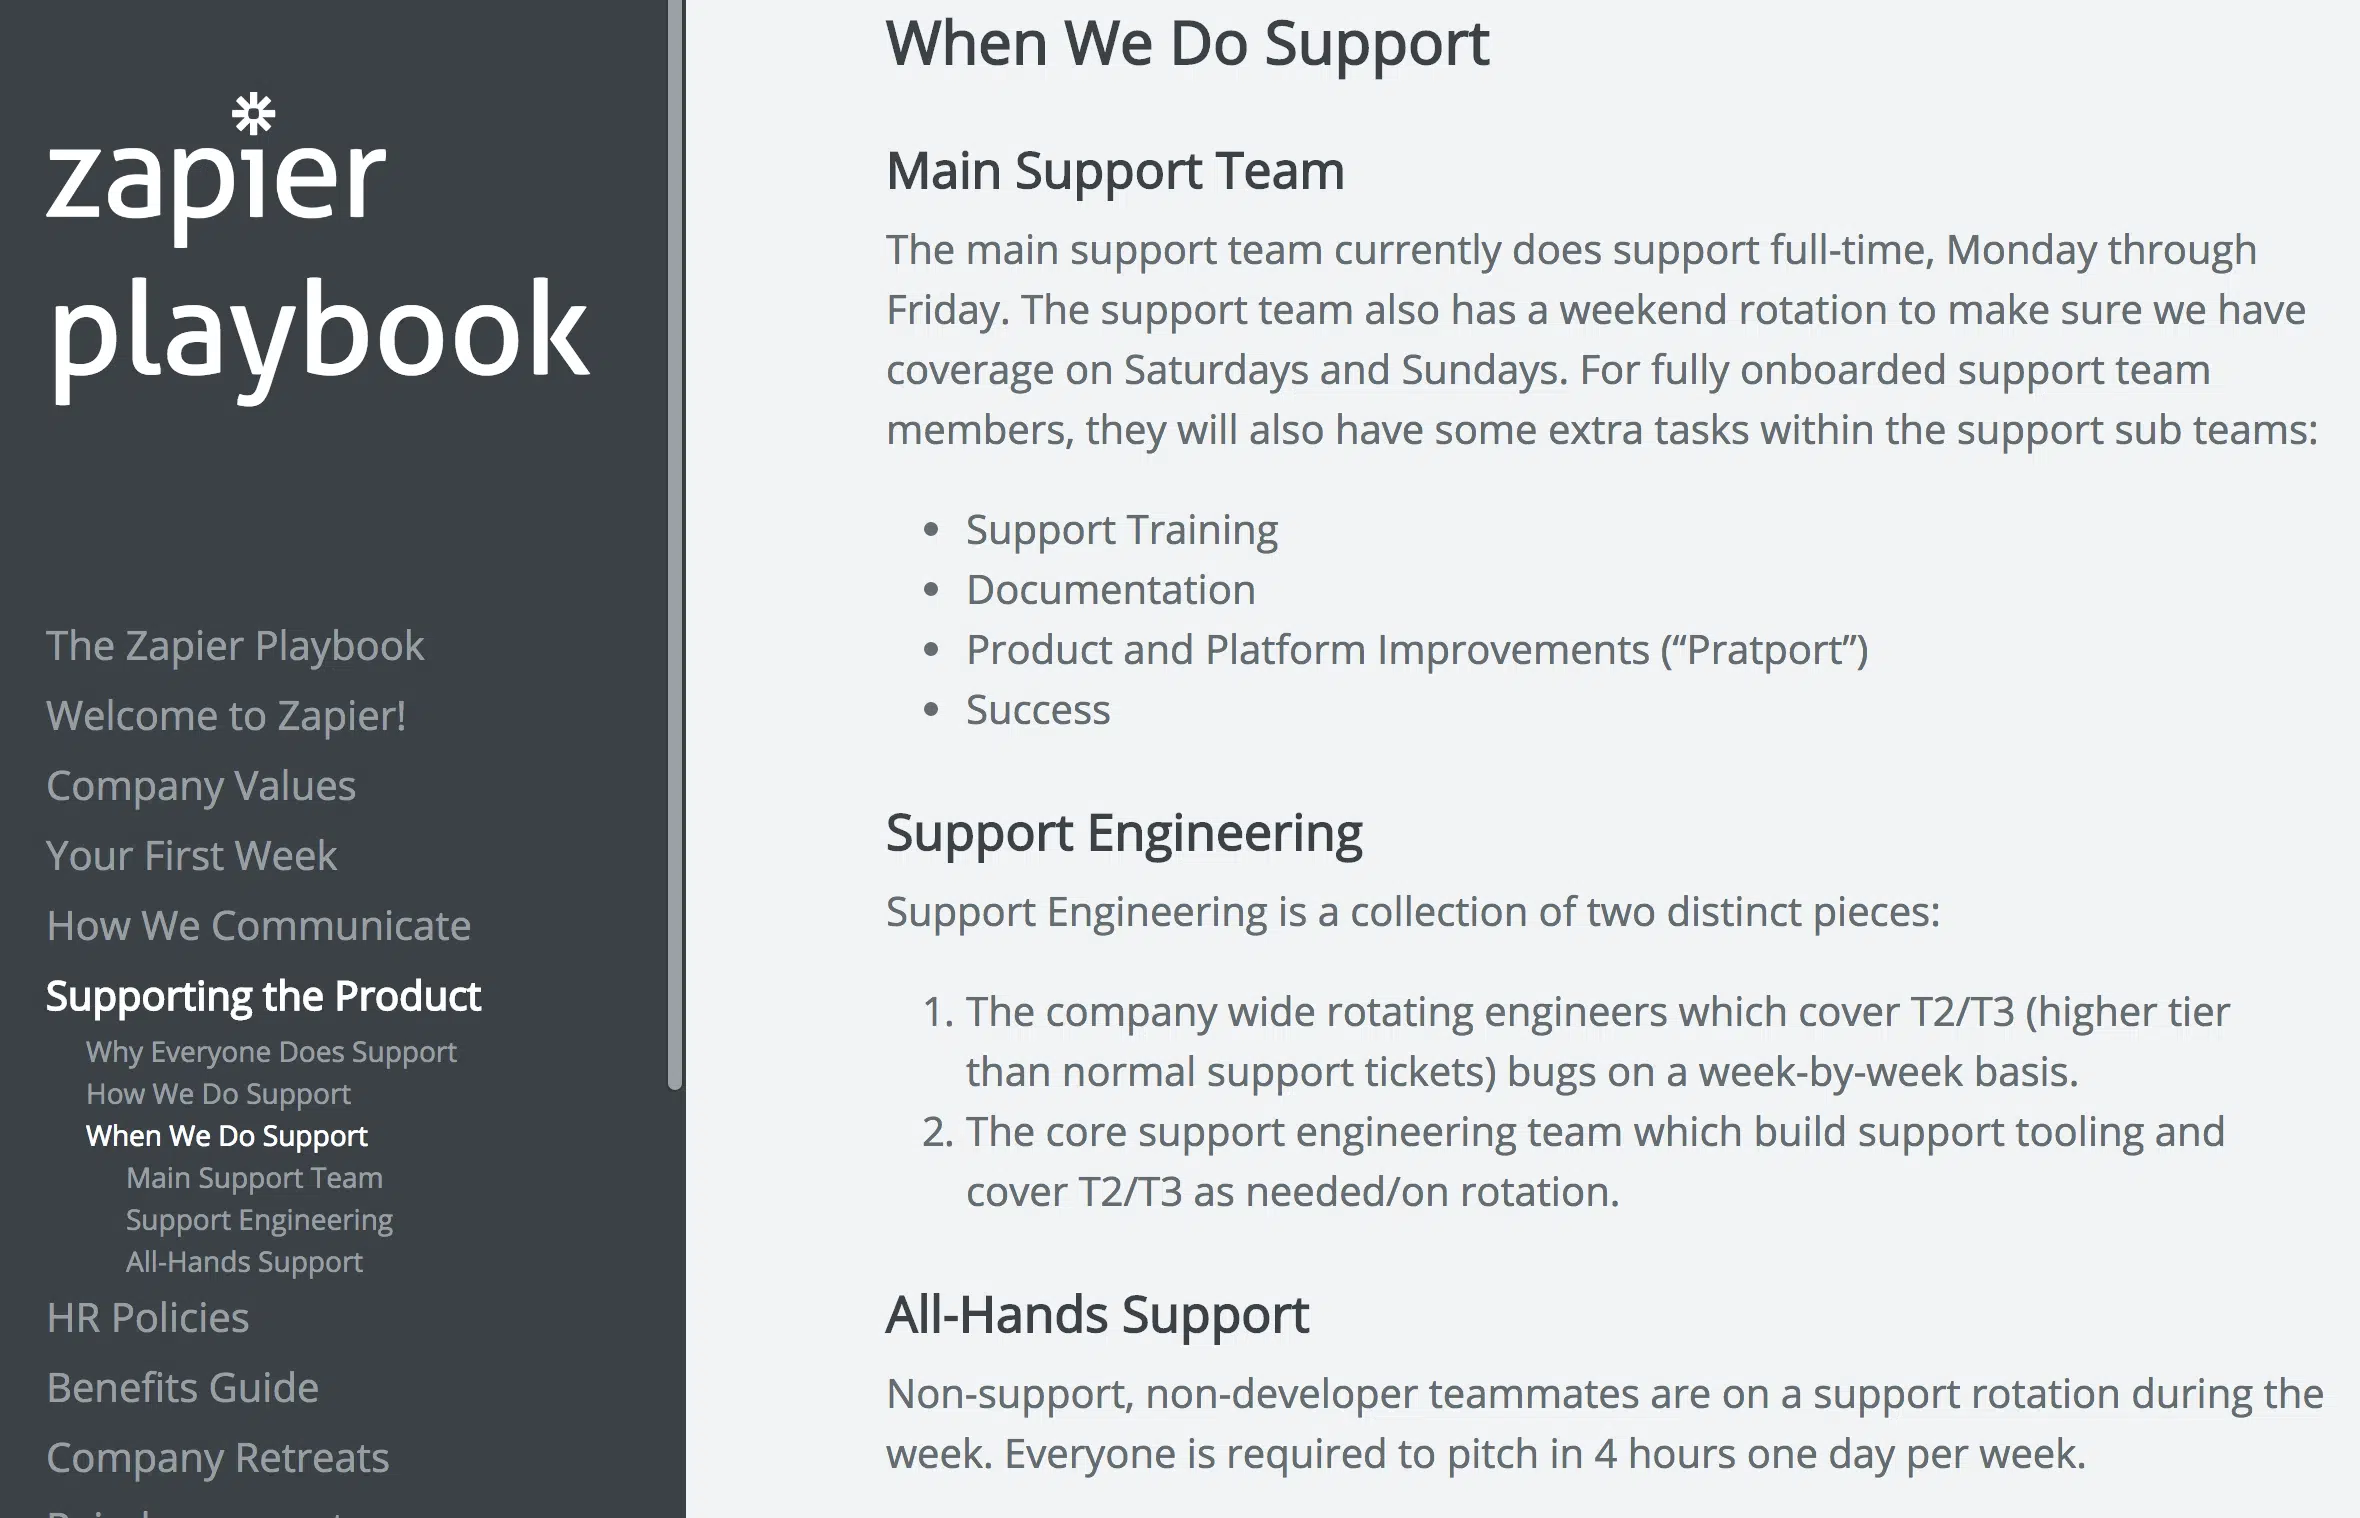 zapier
playbook
The Zapier Playbook
Welcome to Zapier!
Company Values
Your First Week
How We Communicate
Supporting the Product
Why Everyone Does Support
How We Do Support
When We Do Support
Main Support Team
Support Engineering
All-Hands Support
HR Policies
Benefits Guide
Company Retreats
When We Do Support
Main Support Team
The main support team currently does support full-time, Monday through
Friday. The support team also has a weekend rotation to make sure we have
coverage on Saturdays and Sundays. For fully onboarded support team
members, they will also have some extra tasks within the support sub teams:
• Support Training
• Documentation
• Product and Platform Improvements (“Pratport”)
• Success
Support Engineering
Support Engineering is a collection of two distinct pieces:
1. The company wide rotating engineers which cover T2/T3 (higher tier
than normal support tickets) bugs on a week-by-week basis.
2. The core support engineering team which build support tooling and
cover T2/T3 as needed/on rotation.
All-Hands Support
Non-support, non-developer teammates are on a support rotation during the
week. Everyone is required to pitch in 4 hours one day per week.